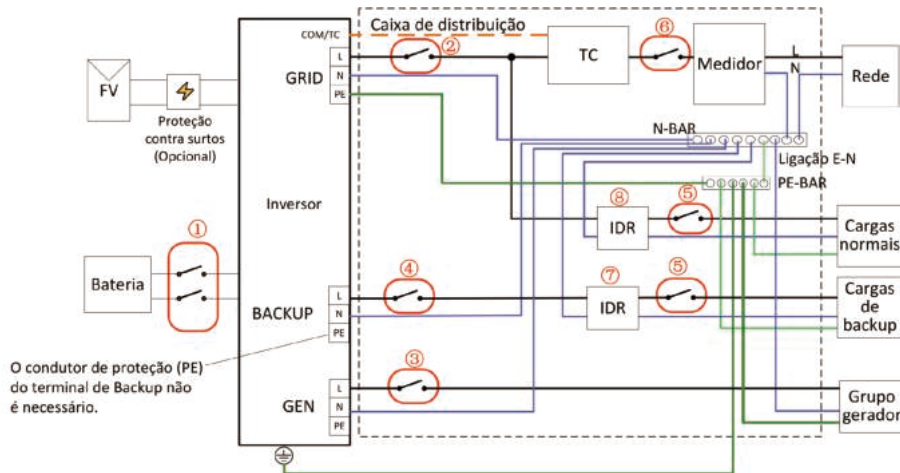 Caixa de distribuição
COM/TC
L
② 
⑥
GRID
N
PE
TC
Medidor
L
N
Rede
FV
Proteção
contra surtos
(Opcional)
N-BAR
Ligação E-N
PE-BAR
Inversor
①
Bateria
⑧
IDR
⑤
Cargas
normais
④
⑦
IDR
⑤
Cargas
de
backup
L
BACKUP
N
PE
O condutor de proteção (PE)
do terminal de Backup não
é necessário.
③
L
GEN
N
PE
Grupo
gerador